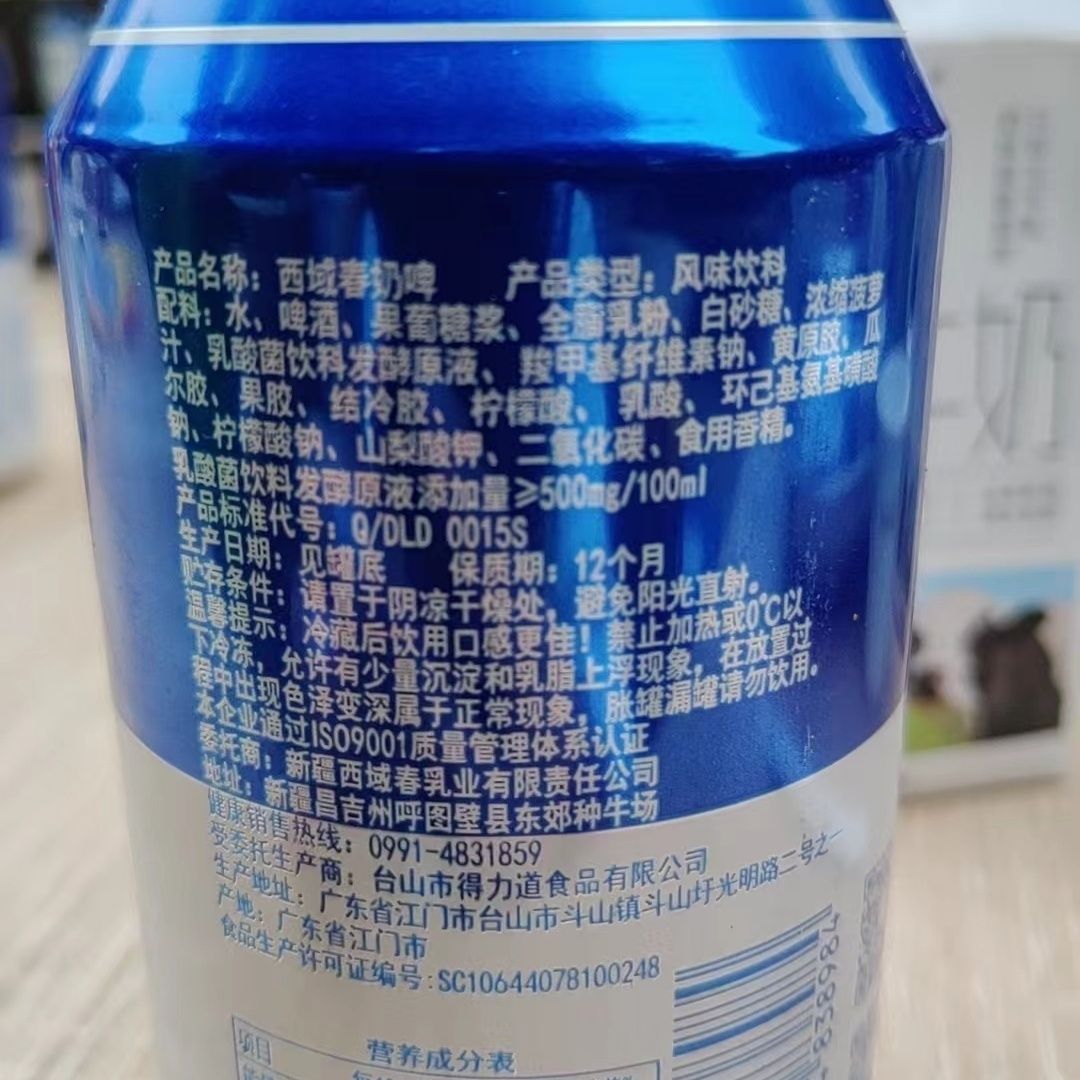 产品名称：西域春奶啤 产品类型：风味饮料
配料：水、啤酒、果葡糖浆、全脂乳粉、白砂糖、浓缩菠萝
汁、乳酸菌饮料发酵原液、羧甲基纤维素钠、黄原胶、瓜
尔胶、果胶、结冷胶、柠檬酸、乳酸、环己基氨基磺酸
钠、柠檬酸钠、山梨酸钾、二氧化碳、食用香精。
乳酸菌饮料发酵原液添加量≥500mg/100ml
产品标准代号：Q/DLD 0015S
生产日期：见罐底 保质期：12个月
贮存条件：请置于阴凉干燥处，避免阳光直射。
温馨提示：冷藏后饮用口感更佳！禁止加热或0℃以
下冷冻，允许有少量沉淀和乳脂上浮现象，在放置过
程中出现色泽变深属于正常现象，胀罐漏罐请勿饮用。
本企业通过ISO9001质量管理体系认证
委托商：新疆西域春乳业有限责任公司
地址：新疆昌吉州呼图壁县东郊种牛场
健康销售热线：0991-4831859
受委托生产商：台山市得力道食品有限公司
生产地址：广东省江门市台山市斗山镇斗山圩光明路二号之一
产地：广东省江门市
食品生产许可证编号：SC10644078100248
营养成分表
项目
奶